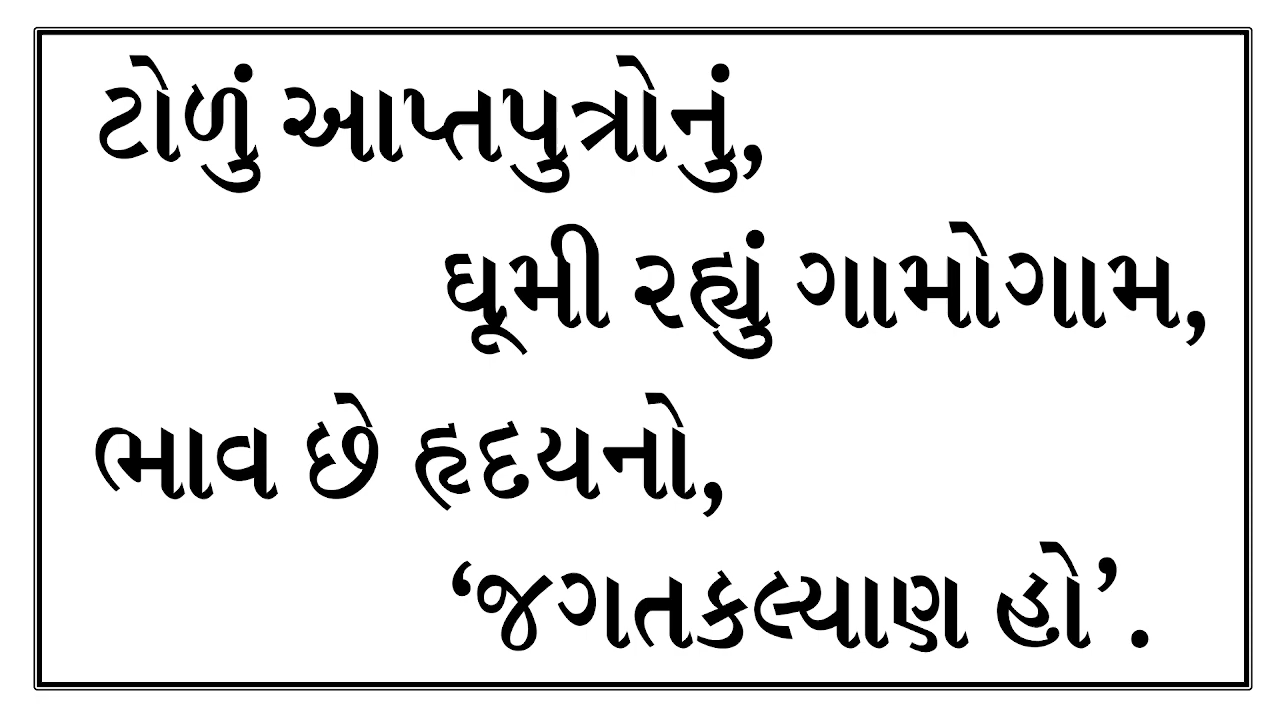 ટોળું આપ્તપુત્રોનું,
ઘૂમી રહ્યું ગામોગામ,
ભાવ છે હૃદયનો,
‘જગતકલ્યાણ હો’.